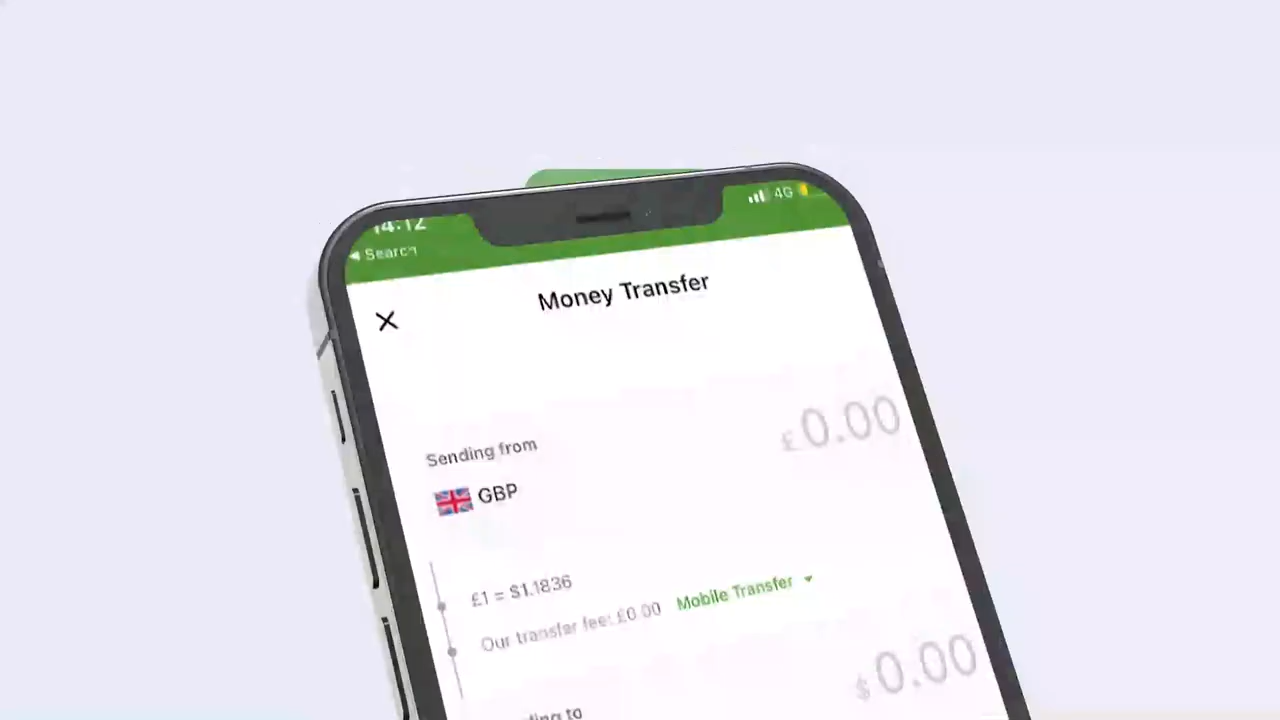 14:12
4G
Search
Money Transfer
Sending from
£0.00
GBP
£1 = $1.1836
Our transfer fee: £0.00 Mobile Transfer
$0.00
to